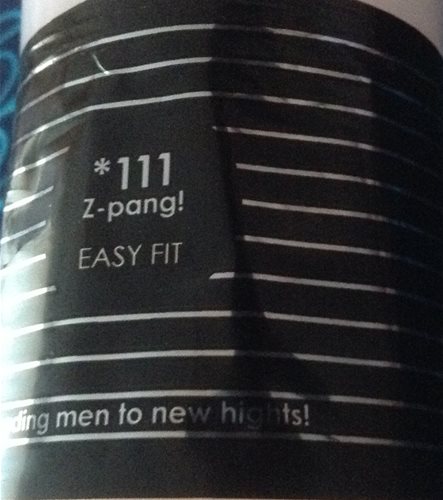 *111
Z-pang!
EASY FIT
men to new hights!